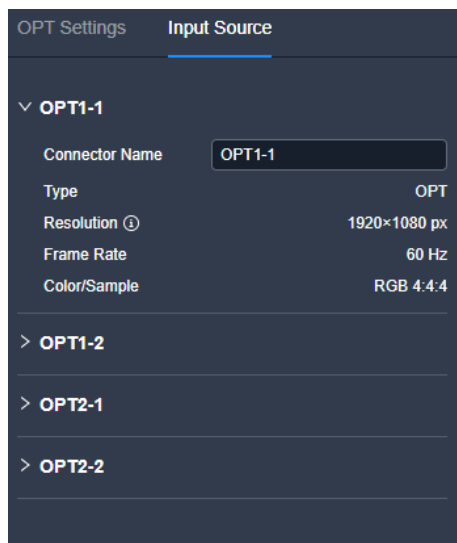 OPT Settings Input Source
OPT1-1
Connector Name OPT1-1
Type OPT
Resolution 1920×1080 px
Frame Rate 60 Hz
Color/Sample RGB 4:4:4
OPT1-2
OPT2-1
OPT2-2